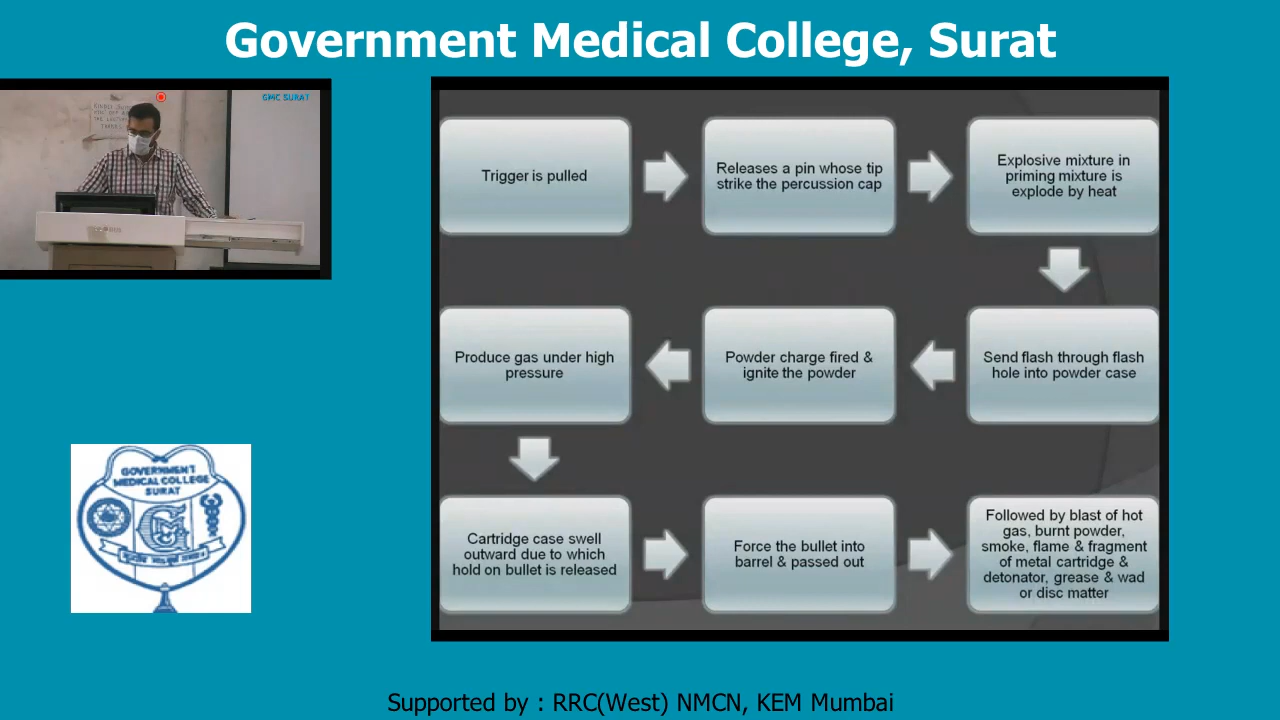 Government Medical College, Surat
GMC SURAT
Trigger is pulled
Releases a pin whose tip
strike the percussion cap
Explosive mixture in
priming mixture is
explode by heat
Produce gas under high
pressure
Powder charge fired &
ignite the powder
Send flash through flash
hole into powder case
Cartridge case swell
outward due to which
hold on bullet is released
Force the bullet into
barrel & passed out
Followed by blast of hot
gas, burnt powder,
smoke, flame & fragment
of metal cartridge &
detonator, grease & wad
or disc matter
GOVERNMENT
MEDICAL COLLEGE
SURAT
Supported by : RRC(West) NMCN, KEM Mumbai